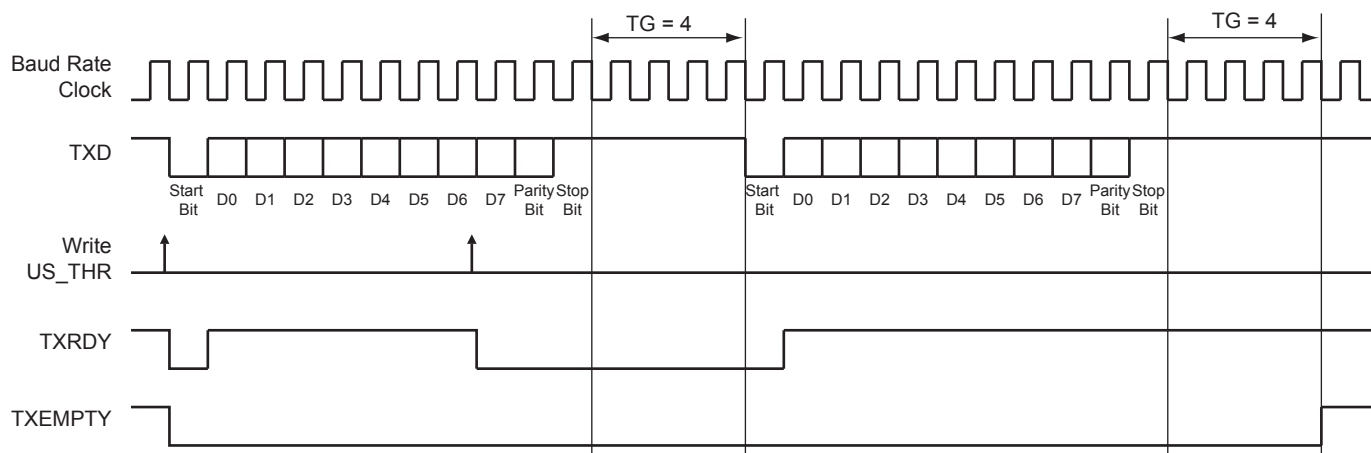 TG = 4
TG = 4
Baud Rate
Clock
TXD
Start
Bit
D0
D1
D2
D3
D4
D5
D6
D7
Parity
Bit
Stop
Bit
Start
Bit
D0
D1
D2
D3
D4
D5
D6
D7
Parity
Bit
Stop
Bit
Write
US_THR
TXRDY
TXEMPTY